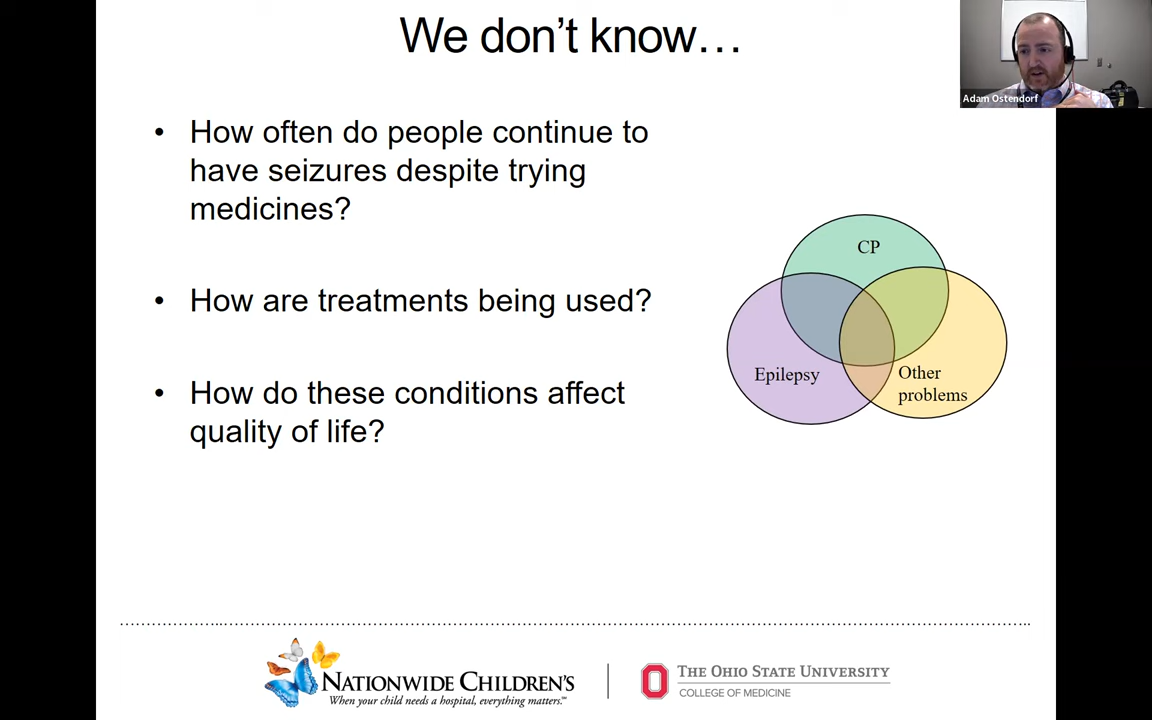 We don’t know…
Adam Ostendorf
• How often do people continue to
have seizures despite trying
medicines?
• How are treatments being used?
• How do these conditions affect
quality of life?
CP
Epilepsy
Other
problems
NATIONWIDE CHILDREN'S
When your child needs a hospital, everything matters.℠
THE OHIO STATE UNIVERSITY
COLLEGE OF MEDICINE